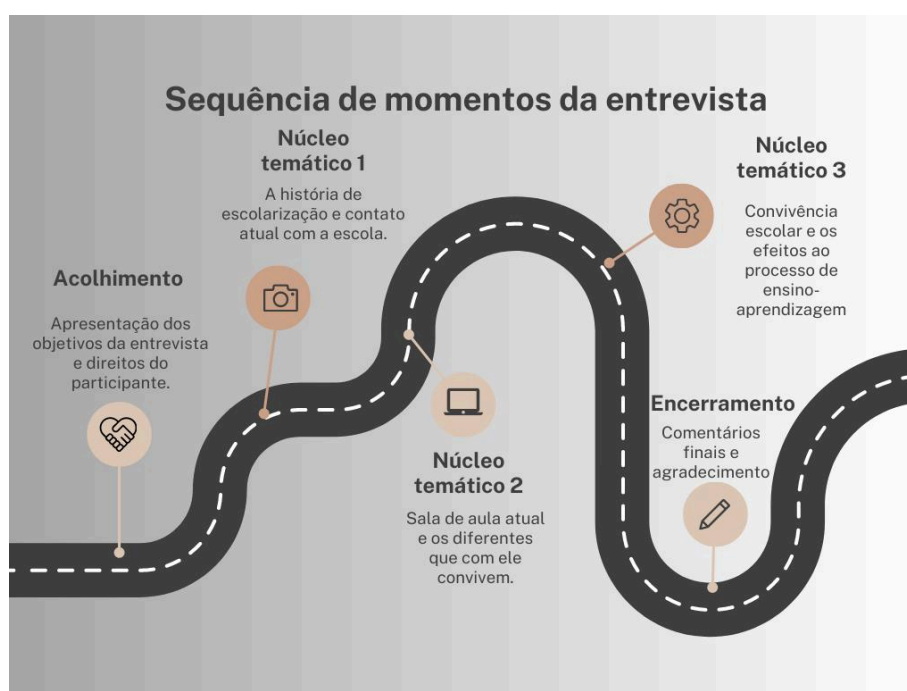 Sequência de momentos da entrevista
Acolhimento
Apresentação dos
objetivos da entrevista
e direitos do
participante.
Núcleo
temático 1
A história de
escolarização e contato
atual com a escola.
Núcleo
temático 2
Sala de aula atual
e os diferentes
que com ele
convivem.
Núcleo
temático 3
Convivência
escolar e os
efeitos ao
processo de
ensino-
aprendizagem
Encerramento
Comentários
finais e
agradecimento